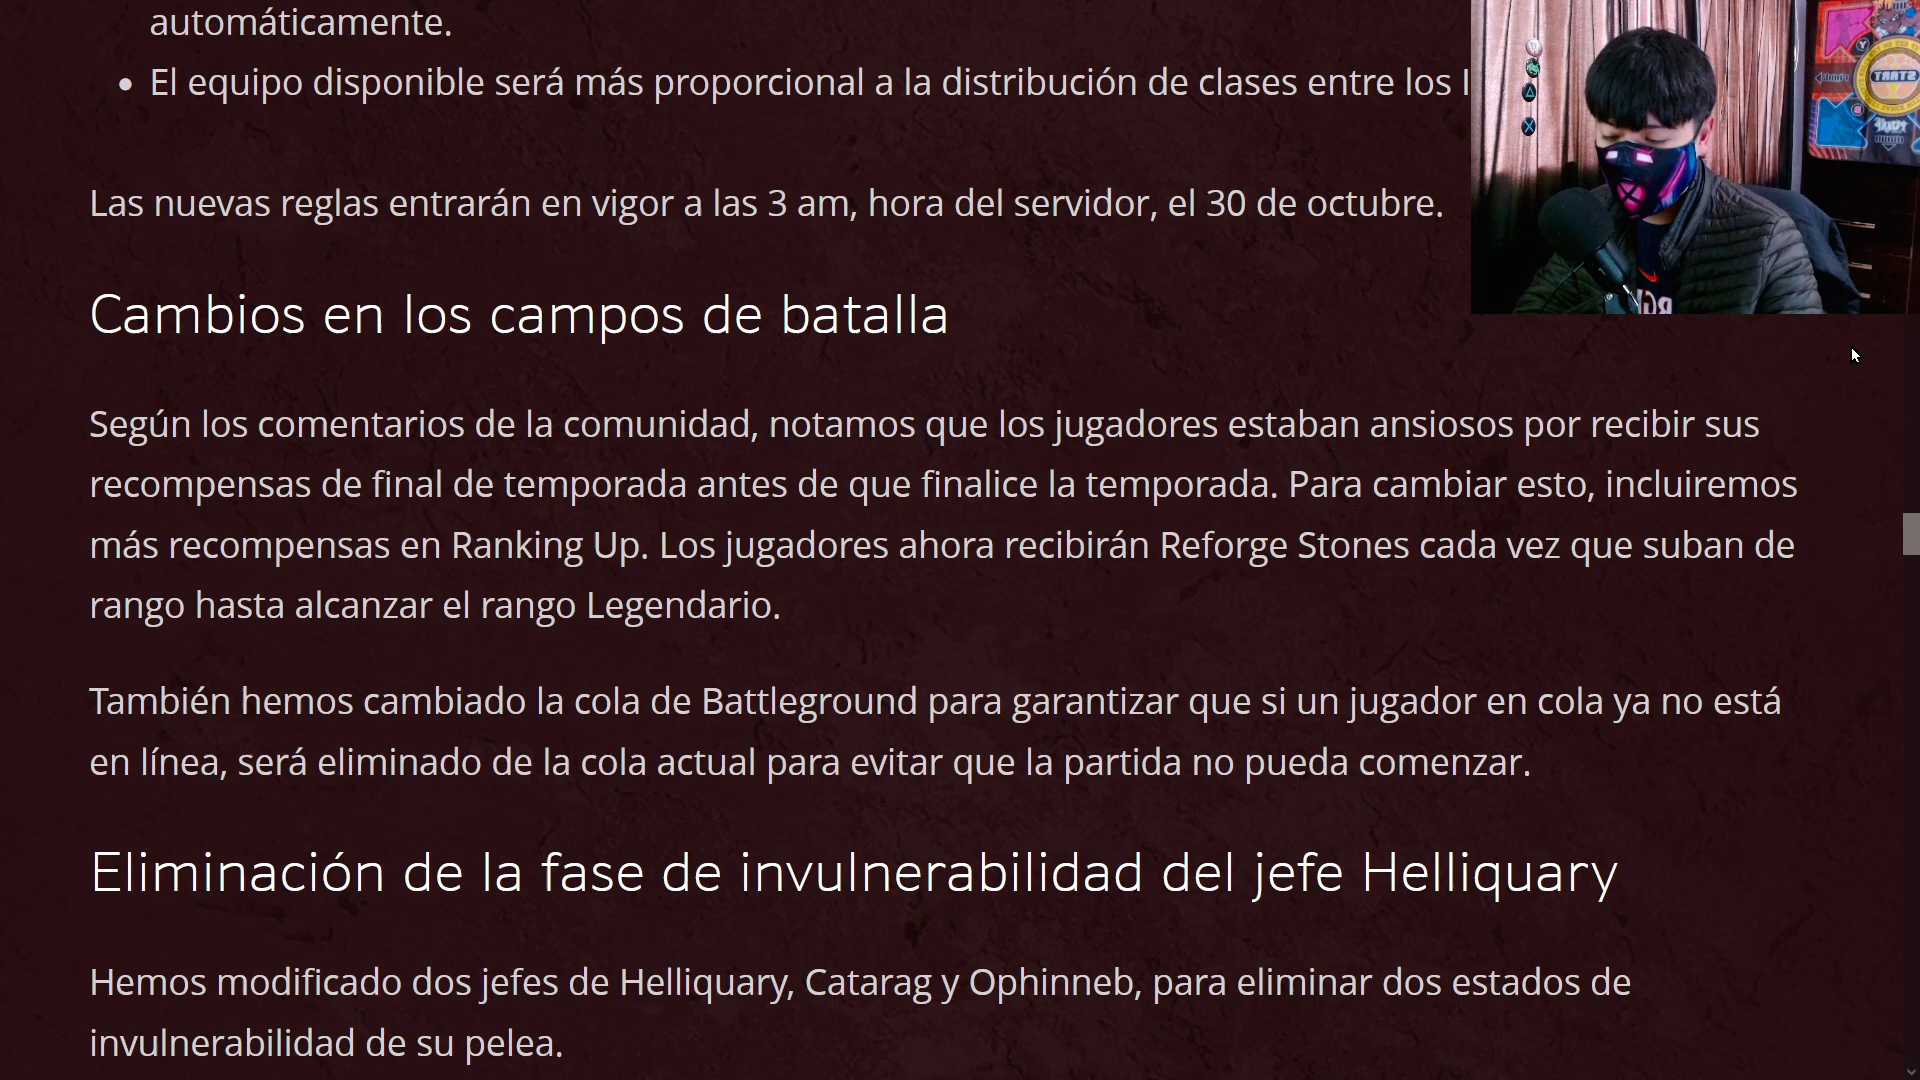 automáticamente.
• El equipo disponible será más proporcional a la distribución de clases entre los
Las nuevas reglas entrarán en vigor a las 3 am, hora del servidor, el 30 de octubre.
Cambios en los campos de batalla
Según los comentarios de la comunidad, notamos que los jugadores estaban ansiosos por recibir sus
recompensas de final de temporada antes de que finalice la temporada. Para cambiar esto, incluiremos
más recompensas en Ranking Up. Los jugadores ahora recibirán Reforge Stones cada vez que suban de
rango hasta alcanzar el rango Legendario.
También hemos cambiado la cola de Battleground para garantizar que si un jugador en cola ya no está
en línea, será eliminado de la cola actual para evitar que la partida no pueda comenzar.
Eliminación de la fase de invulnerabilidad del jefe Helliquary
Hemos modificado dos jefes de Helliquary, Catarag y Ophinneb, para eliminar dos estados de
invulnerabilidad de su pelea.